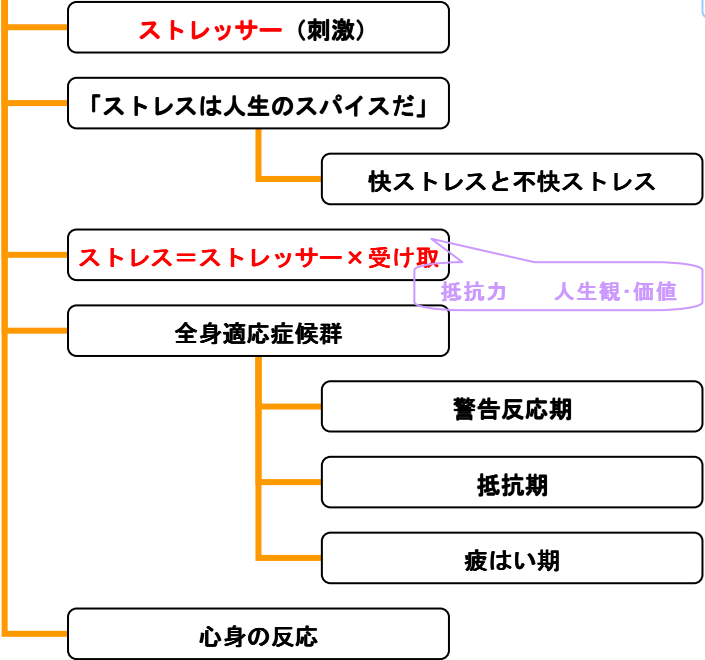 ストレッサー（刺激）
「ストレスは人生のスパイスだ」
快ストレスと不快ストレス
ストレス＝ストレッサー×受け取
抵抗力　　人生観・価値
全身適応症候群
警告反応期
抵抗期
疲はい期
心身の反応